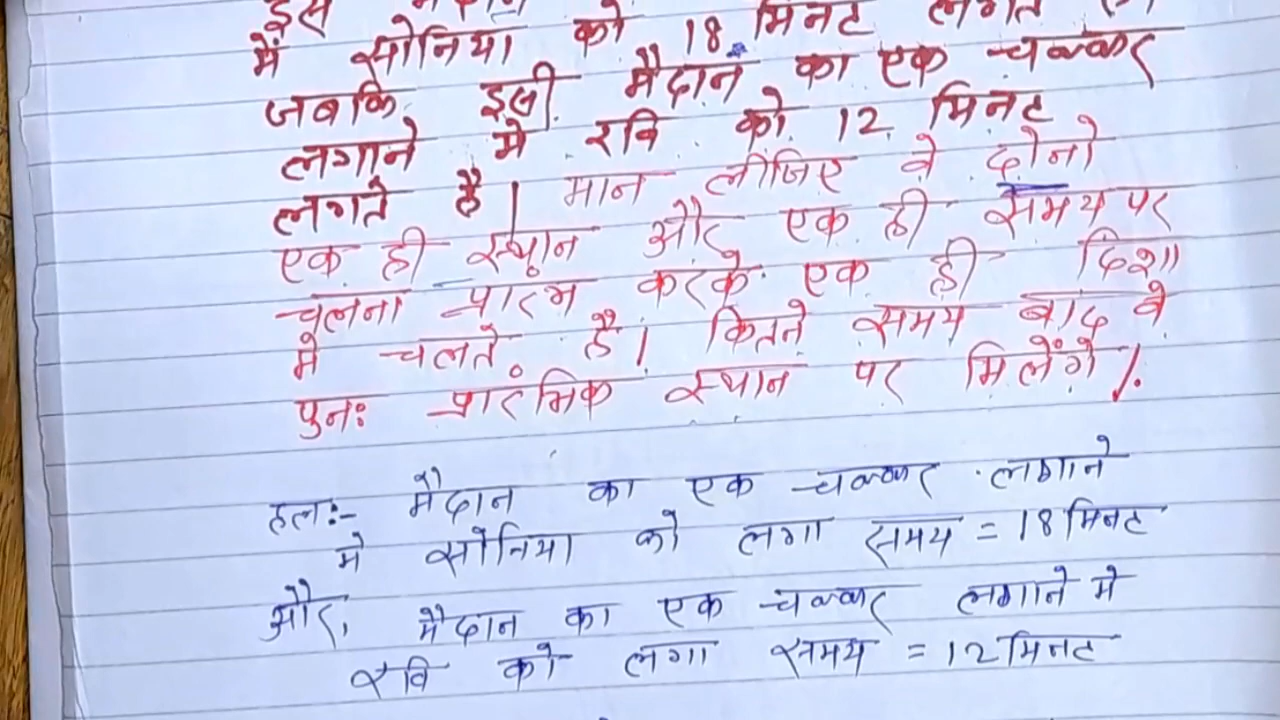 इस
में सोनिया को 18 मिनट लगते
जबकि इसी मैदान का एक चक्कर
लगाने मे रवि को 12 मिनट
लगते है। मान लीजिए वे दोनो
एक ही स्थान और एक ही समय पर
चलना प्रारंभ करके एक ही दिशा
मे चलते है। कितने समय बाद वे
पुनः प्रारंभिक स्थान पर मिलेंगे।
हलः- मैदान का एक चक्कर लगाने
मे सोनिया को लगा समय = 18 मिनट
और, मैदान का एक चक्कर लगाने मे
रवि को लगा समय = 12 मिनट